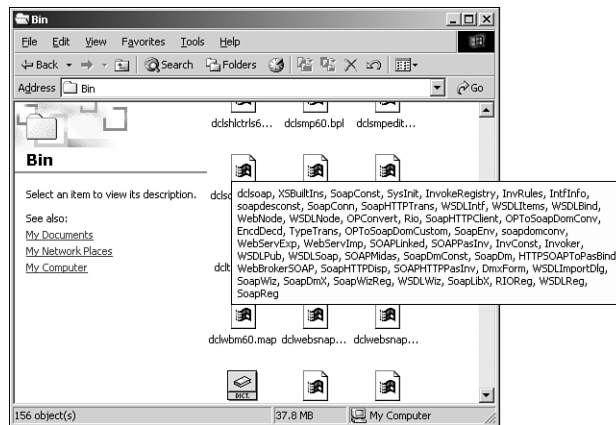 Bin
File Edit View Favorites Tools Help
Back Search Folders
Address Bin Go
dclshlctrls6... dclsmp60.bpl dclsmpedit...
Bin
Select an item to view its description.
See also:
My Documents
My Network Places
My Computer
dclsoap, XSBuiltIns, SoapConst, SysInit, InvokeRegistry, InvRules, IntfInfo,
soapdesconst, SoapConn, SoapHTTPTrans, WSDLIntf, WSDLItems, WSDLBind,
WebNode, WSDLNode, OPConvert, Rio, SoapHTTPClient, OPToSoapDomConv,
EncdDecd, TypeTrans, OPToSoapDomCustom, SoapEnv, soapdomconv,
WebServExp, WebServImp, SOAPLinked, SOAPPasInv, InvConst, Invoker,
WSDLPub, WSDLSoap, SOAPMidas, SoapDmConst, SoapDm, HTTPSOAPToPasBind,
WebBrokerSOAP, SoapHTTPDisp, SOAPHTTPPasInv, DmxForm, WSDLImportDlg,
SoapWiz, SoapDmX, SoapWizReg, WSDLWiz, SoapLibX, RIOReg, WSDLReg,
SoapReg
dclwbm60.map dclwebsnap... dclwebsnap...
DICT.
156 object(s) 37.8 MB My Computer